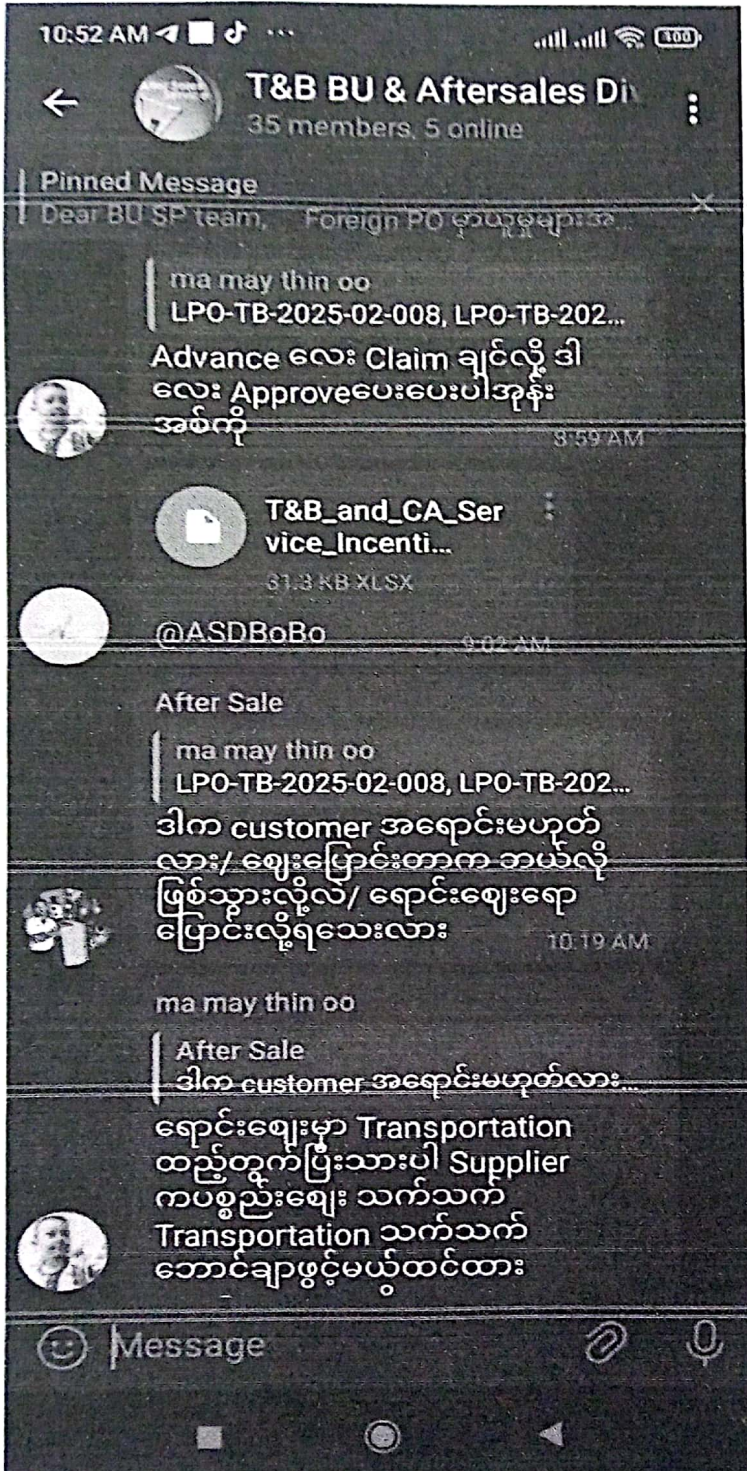 10:52 AM
100
T&B BU & Aftersales Di
35 members, 5 online
Pinned Message
Dear BU SP team, Foreign PO မှာယူမှုများအ...
ma may thin oo
LPO-TB-2025-02-008, LPO-TB-202...
Advance လေး Claim ချင်လို့ ဒါ
လေး Approveပေးပေးပါအုန်း
အစ်ကို
8:59 AM
T&B_and_CA_Ser
vice_Incenti...
31.3 KB XLSX
@ASDBoBo
9:02 AM
After Sale
ma may thin oo
LPO-TB-2025-02-008, LPO-TB-202...
ဒါက customer အရောင်းမဟုတ်
လား/ ဈေးပြောင်းတာက ဘယ်လို
ဖြစ်သွားလို့လဲ/ ရောင်းဈေးရော
ပြောင်းလို့ရသေးလား
10:19 AM
ma may thin oo
After Sale
ဒါက customer အရောင်းမဟုတ်လား...
ရောင်းဈေးမှာ Transportation
ထည့်တွက်ပြီးသားပါ Supplier
ကပစ္စည်းဈေး သက်သက်
Transportation သက်သက်
ဘောင်ချာဖွင့်မယ့်ထင်ထား
Message